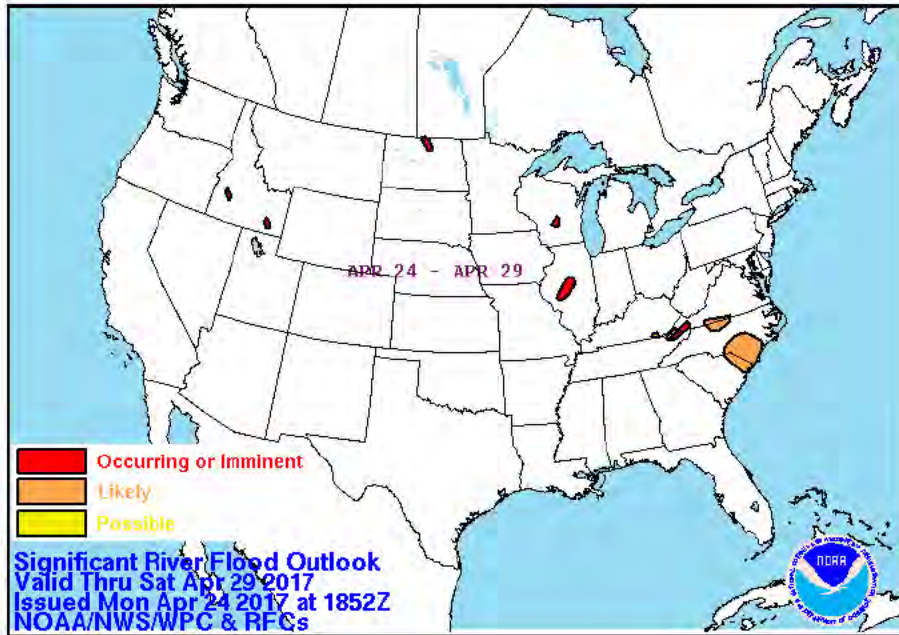 APR 24 - APR 29
Occurring or Imminent
Likely
Possible
Significant River Flood Outlook
Valid Thru Sat Apr 29 2017
Issued Mon Apr 24 2017 at 1852Z
NOAA/NWS/WPC & RFCs
NOAA